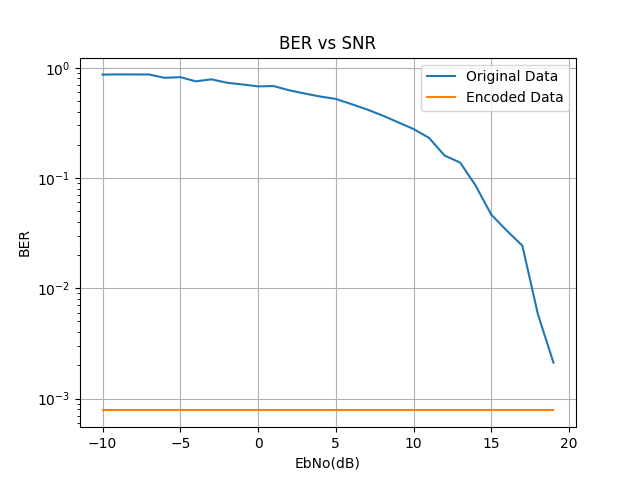 BER vs SNR
Original Data
Encoded Data
10⁰
10⁻¹
10⁻²
10⁻³
BER
−10
−5
0
5
10
15
20
EbNo(dB)